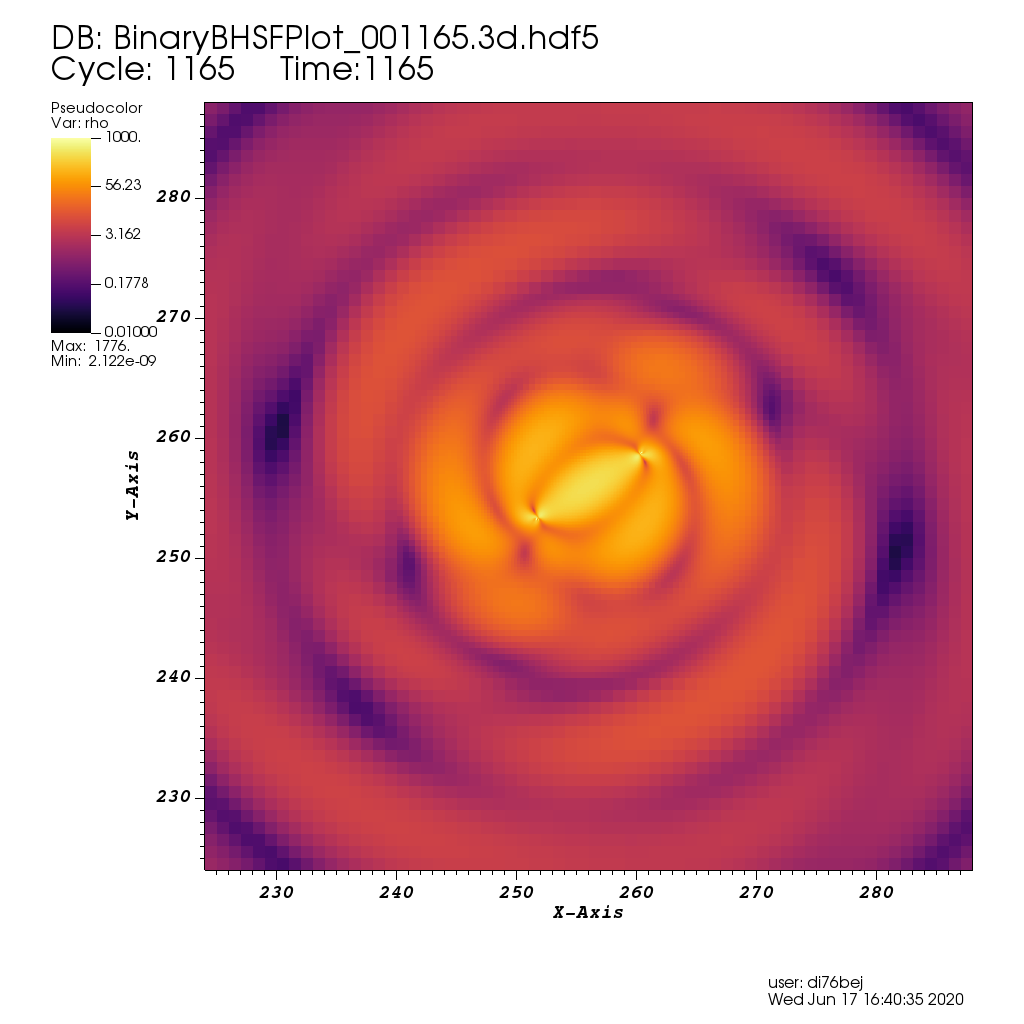 DB: BinaryBHSFPlot_001165.3d.hdf5
Cycle: 1165 Time:1165
Pseudocolor
Var: rho
1000.
56.23
3.162
0.1778
0.01000
Max: 1776.
Min: 2.122e-09
280
270
260
250
240
230
Y-Axis
230 240 250 260 270 280
X-Axis
user: di76bej
Wed Jun 17 16:40:35 2020